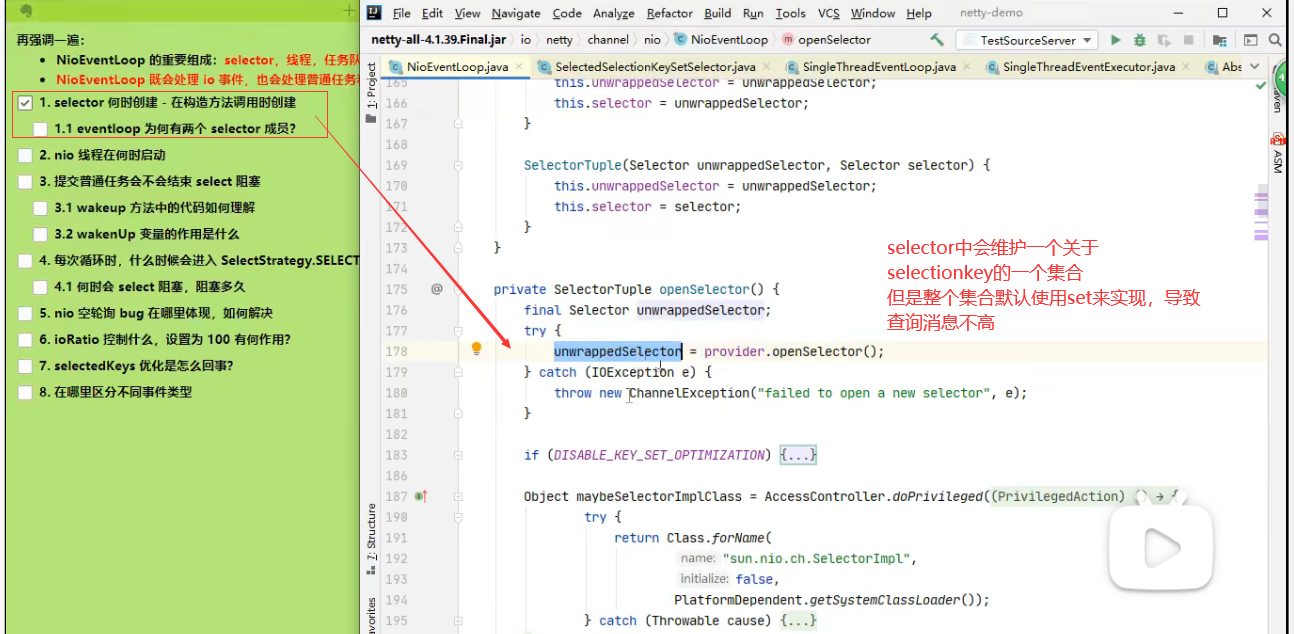 再强调一遍：
NioEventLoop 的重要组成：selector，线程，任务队
NioEventLoop 既会处理 io 事件，也会处理普通任务和
1. selector 何时创建 - 在构造方法调用时创建
1.1 eventloop 为何有两个 selector 成员?
2. nio 线程在何时启动
3. 提交普通任务会不会结束 select 阻塞
3.1 wakeup 方法中的代码如何理解
3.2 wakenUp 变量的作用是什么
4. 每次循环时，什么时候会进入 SelectStrategy.SELECT
4.1 何时会 select 阻塞，阻塞多久
5. nio 空轮询 bug 在哪里体现，如何解决
6. ioRatio 控制什么，设置为 100 有何作用?
7. selectedKeys 优化是怎么回事?
8. 在哪里区分不同事件类型
File Edit View Navigate Code Analyze Refactor Build Run Tools VCS Window Help netty-demo
netty-all-4.1.39.Final.jar io netty channel nio NioEventLoop openSelector TestSourceServer
NioEventLoop.java SelectedSelectionKeySetSelector.java SingleThreadEventLoop.java SingleThreadEventExecutor.java Abs
1: Project
7: Structure
avorites
aven
ASM
165 this.unwrappedSelector = unwrappedSelector;
166 this.selector = unwrappedSelector;
167 }
168
169 SelectorTuple(Selector unwrappedSelector, Selector selector) {
170 this.unwrappedSelector = unwrappedSelector;
171 this.selector = selector;
172 }
173 }
174
175 @ private SelectorTuple openSelector() {
176 final Selector unwrappedSelector;
177 try {
178 unwrappedSelector = provider.openSelector();
179 } catch (IOException e) {
180 throw new ChannelException("failed to open a new selector", e);
181 }
182
183 if (DISABLE_KEY_SET_OPTIMIZATION) {...}
186
187 Object maybeSelectorImplClass = AccessController.doPrivileged((PrivilegedAction) () → {
190 try {
191 return Class.forName(
192 name: "sun.nio.ch.SelectorImpl",
193 initialize: false,
194 PlatformDependent.getSystemClassLoader());
195 } catch (Throwable cause) {...}
selector中会维护一个关于
selectionkey的一个集合
但是整个集合默认使用set来实现，导致
查询消息不高